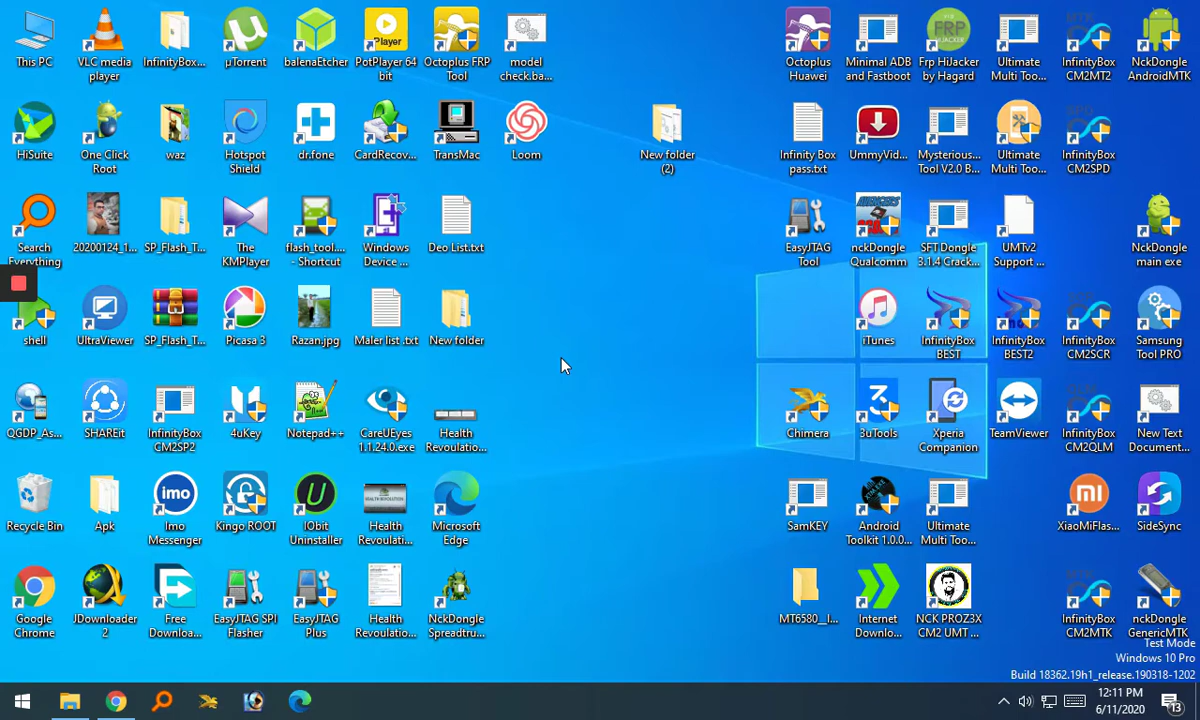 This PC
VLC media
player
InfinityBox...
µTorrent
balenaEtcher
Player
PotPlayer 64
bit
Octoplus FRP
Tool
model
check.ba...
Octoplus
Huawei
Minimal ADB
and Fastboot
FRP
HIJACKER
Frp HiJacker
by Hagard
Ultimate
Multi Too...
InfinityBox
CM2MT2
NckDongle
AndroidMTK
HiSuite
One Click
Root
waz
Hotspot
Shield
dr.fone
CardRecov...
TransMac
Loom
New folder
(2)
Infinity Box
pass.txt
UmmyVid...
Mysterious...
Tool V2.0 B...
Ultimate
Multi Too...
InfinityBox
CM2SPD
Search
Everything
20200124_1...
SP_Flash_T...
The
KMPlayer
flash_tool....
- Shortcut
Windows
Device ...
Deo List.txt
EasyJTAG
Tool
AVENGERS
nckDongle
Qualcomm
SFT Dongle
3.1.4 Crack...
UMTv2
Support ...
NckDongle
main exe
shell
UltraViewer
SP_Flash_T...
Picasa 3
Razan.jpg
Maler list .txt
New folder
iTunes
InfinityBox
BEST
InfinityBox
BEST2
InfinityBox
CM2SCR
Samsung
Tool PRO
QGDP_As...
SHAREit
InfinityBox
CM2SP2
4uKey
Notepad++
CareUEyes
1.1.24.0.exe
Health
Revoulatio...
Chimera
3uTools
Xperia
Companion
TeamViewer
InfinityBox
CM2QLM
New Text
Document...
Recycle Bin
Apk
imo
Imo
Messenger
Kingo ROOT
IObit
Uninstaller
HEALTH REVOLUTION
Health
Revoulati...
Microsoft
Edge
SamKEY
Android
Toolkit 1.0.0...
Ultimate
Multi Too...
XiaoMiFlas...
SideSync
Google
Chrome
JDownloader
2
Free
Downloa...
EasyJTAG SPI
Flasher
EasyJTAG
Plus
Health
Revoulatio...
NckDongle
Spreadtru...
MT6580__I...
Internet
Downlo...
NCK PROZ3X
CM2 UMT ...
InfinityBox
CM2MTK
nckDongle
GenericMTK
Test Mode
Windows 10 Pro
Build 18362.19h1_release.190318-1202
12:11 PM
6/11/2020
13